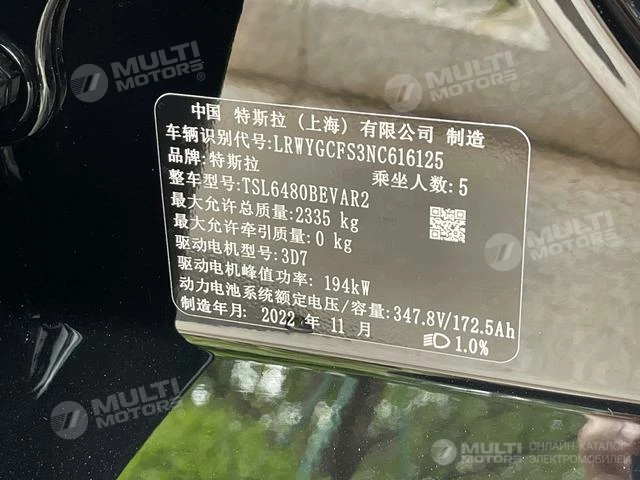 MULTI
MOTORS®
MULTI
MOTORS®
中国 特斯拉（上海）有限公司 制造
车辆识别代号:LRWYGCFS3NC616125
品牌:特斯拉 乘坐人数:5
整车型号:TSL6480BEVAR2
最大允许总质量:2335 kg
最大允许牵引质量:0 kg
驱动电机型号:3D7
驱动电机峰值功率: 194kW
动力电池系统额定电压/容量:347.8V/172.5Ah
制造年月: 2022 年 11 月
1.0%
MULTI
MOTORS®
MULTI
MOTORS®
MULTI
MOTORS®
ОНЛАЙН-КАТАЛОГ
ЭЛЕКТРОМОБИЛЕЙ